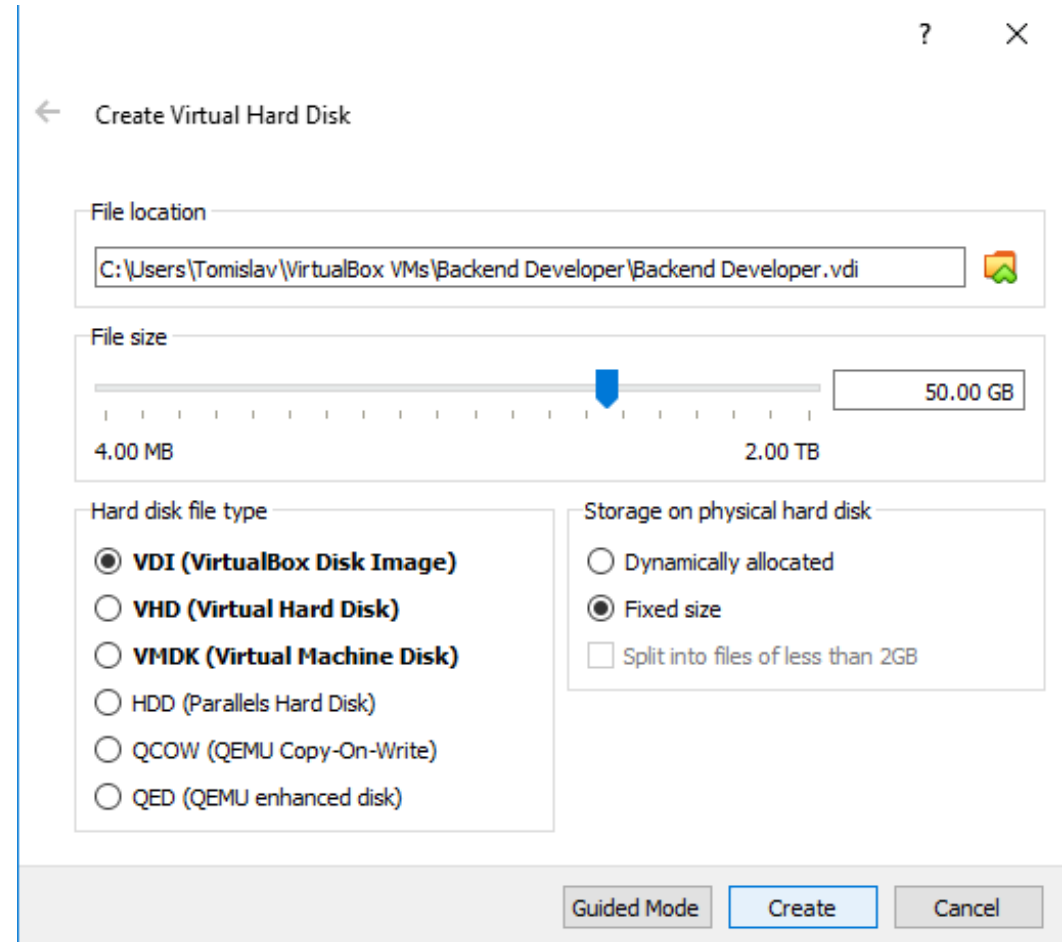 ?
Create Virtual Hard Disk
File location
C:\Users\Tomislav\VirtualBox VMs\Backend Developer\Backend Developer.vdi
File size
50.00 GB
4.00 MB 2.00 TB
Hard disk file type
VDI (VirtualBox Disk Image)
VHD (Virtual Hard Disk)
VMDK (Virtual Machine Disk)
HDD (Parallels Hard Disk)
QCOW (QEMU Copy-On-Write)
QED (QEMU enhanced disk)
Storage on physical hard disk
Dynamically allocated
Fixed size
Split into files of less than 2GB
Guided Mode Create Cancel